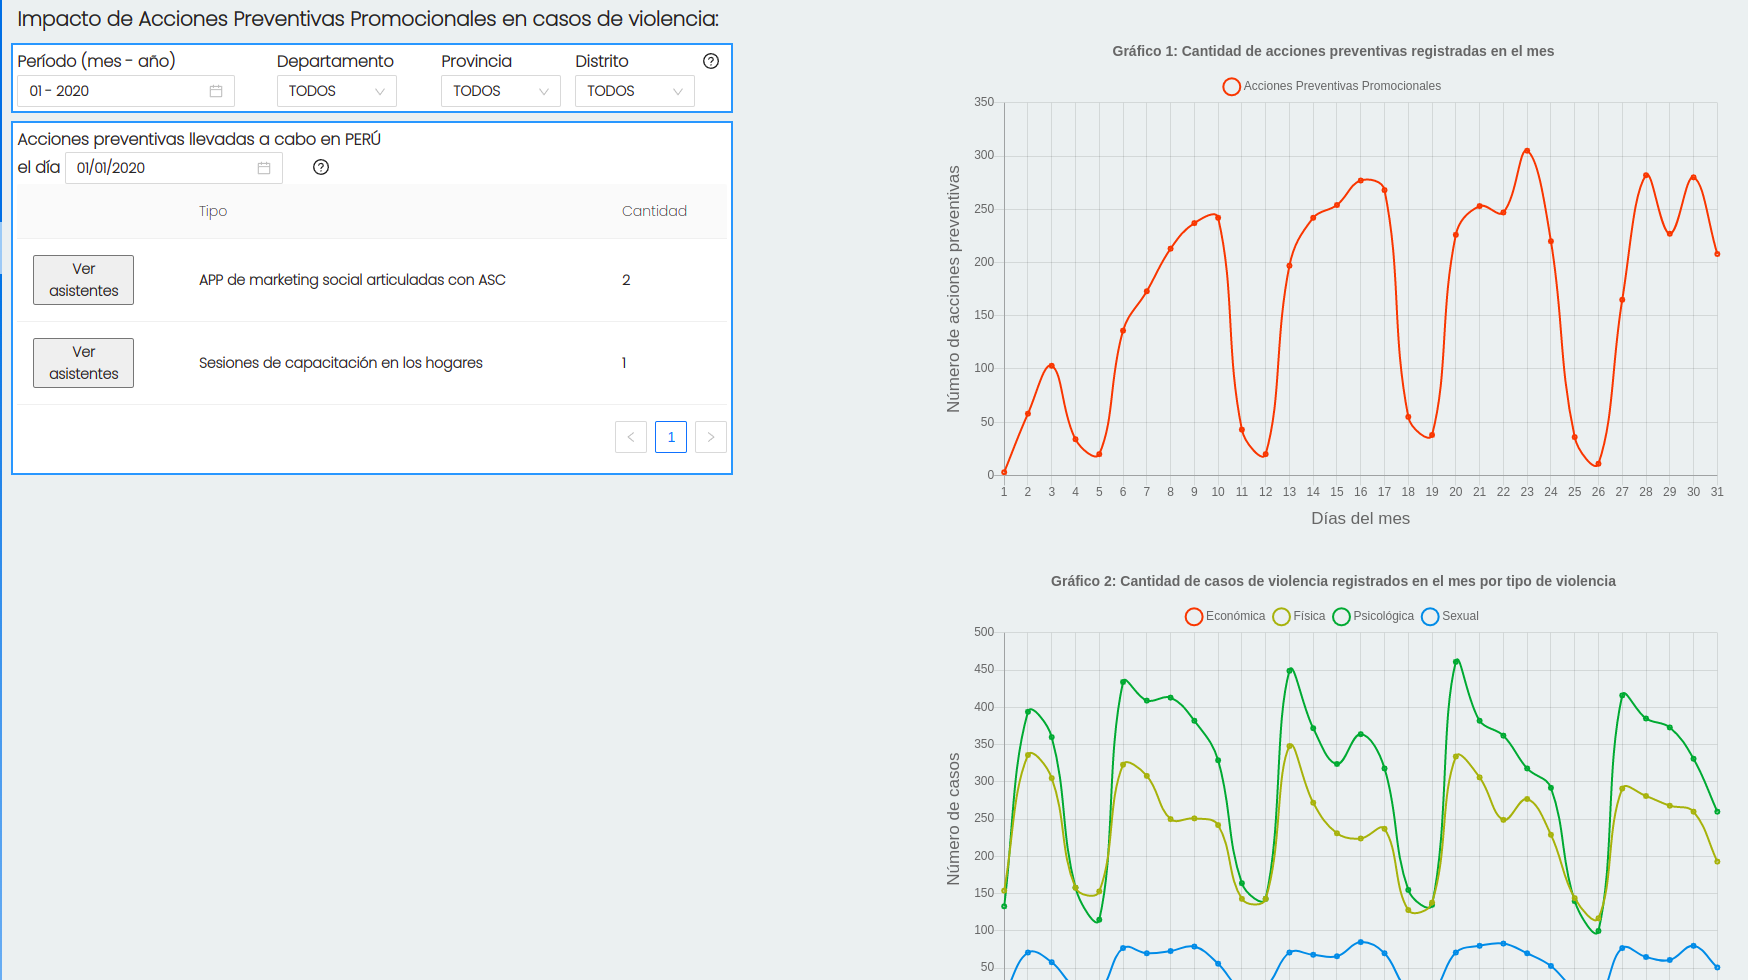 Impacto de Acciones Preventivas Promocionales en casos de violencia:
Período (mes - año)
Departamento
Provincia
Distrito
01 - 2020
TODOS
TODOS
TODOS
Acciones preventivas llevadas a cabo en PERÚ
el día 01/01/2020
Tipo
Cantidad
Ver
asistentes
APP de marketing social articuladas con ASC
2
Ver
asistentes
Sesiones de capacitación en los hogares
1
< 1 >
Gráfico 1: Cantidad de acciones preventivas registradas en el mes
Acciones Preventivas Promocionales
Número de acciones preventivas
350
300
250
200
150
100
50
0
1 2 3 4 5 6 7 8 9 10 11 12 13 14 15 16 17 18 19 20 21 22 23 24 25 26 27 28 29 30 31
Días del mes
Gráfico 2: Cantidad de casos de violencia registrados en el mes por tipo de violencia
Económica Física Psicológica Sexual
Número de casos
500
450
400
350
300
250
200
150
100
50